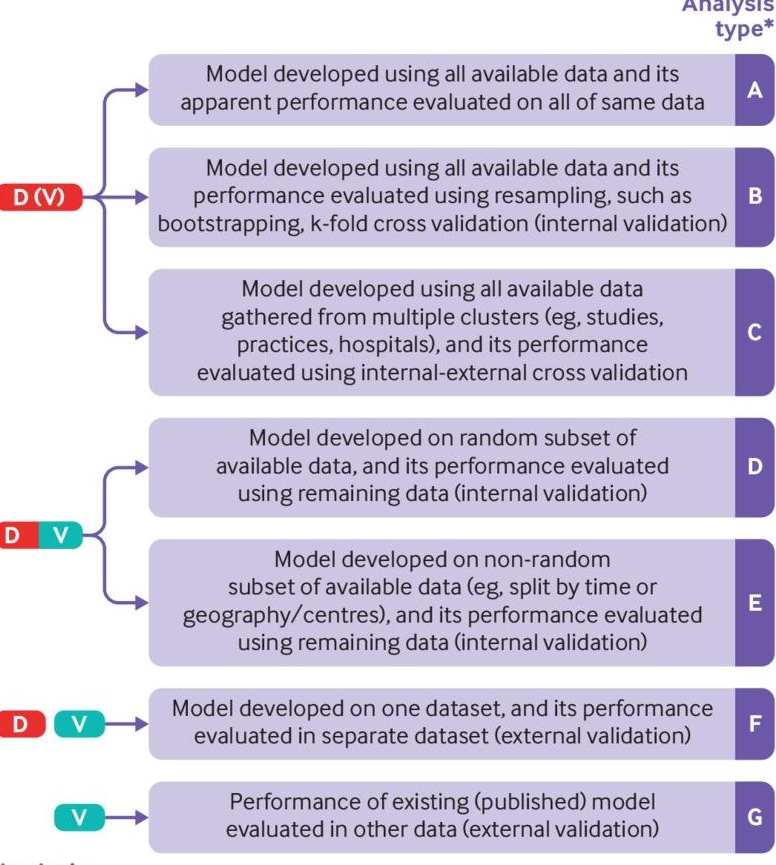 Analysis
type*
Model developed using all available data and its
apparent performance evaluated on all of same data
A
D (V)
Model developed using all available data and its
performance evaluated using resampling, such as
bootstrapping, k-fold cross validation (internal validation)
B
Model developed using all available data
gathered from multiple clusters (eg, studies,
practices, hospitals), and its performance
evaluated using internal-external cross validation
C
Model developed on random subset of
available data, and its performance evaluated
using remaining data (internal validation)
D
D V
Model developed on non-random
subset of available data (eg, split by time or
geography/centres), and its performance evaluated
using remaining data (internal validation)
E
D V
Model developed on one dataset, and its performance
evaluated in separate dataset (external validation)
F
V
Performance of existing (published) model
evaluated in other data (external validation)
G